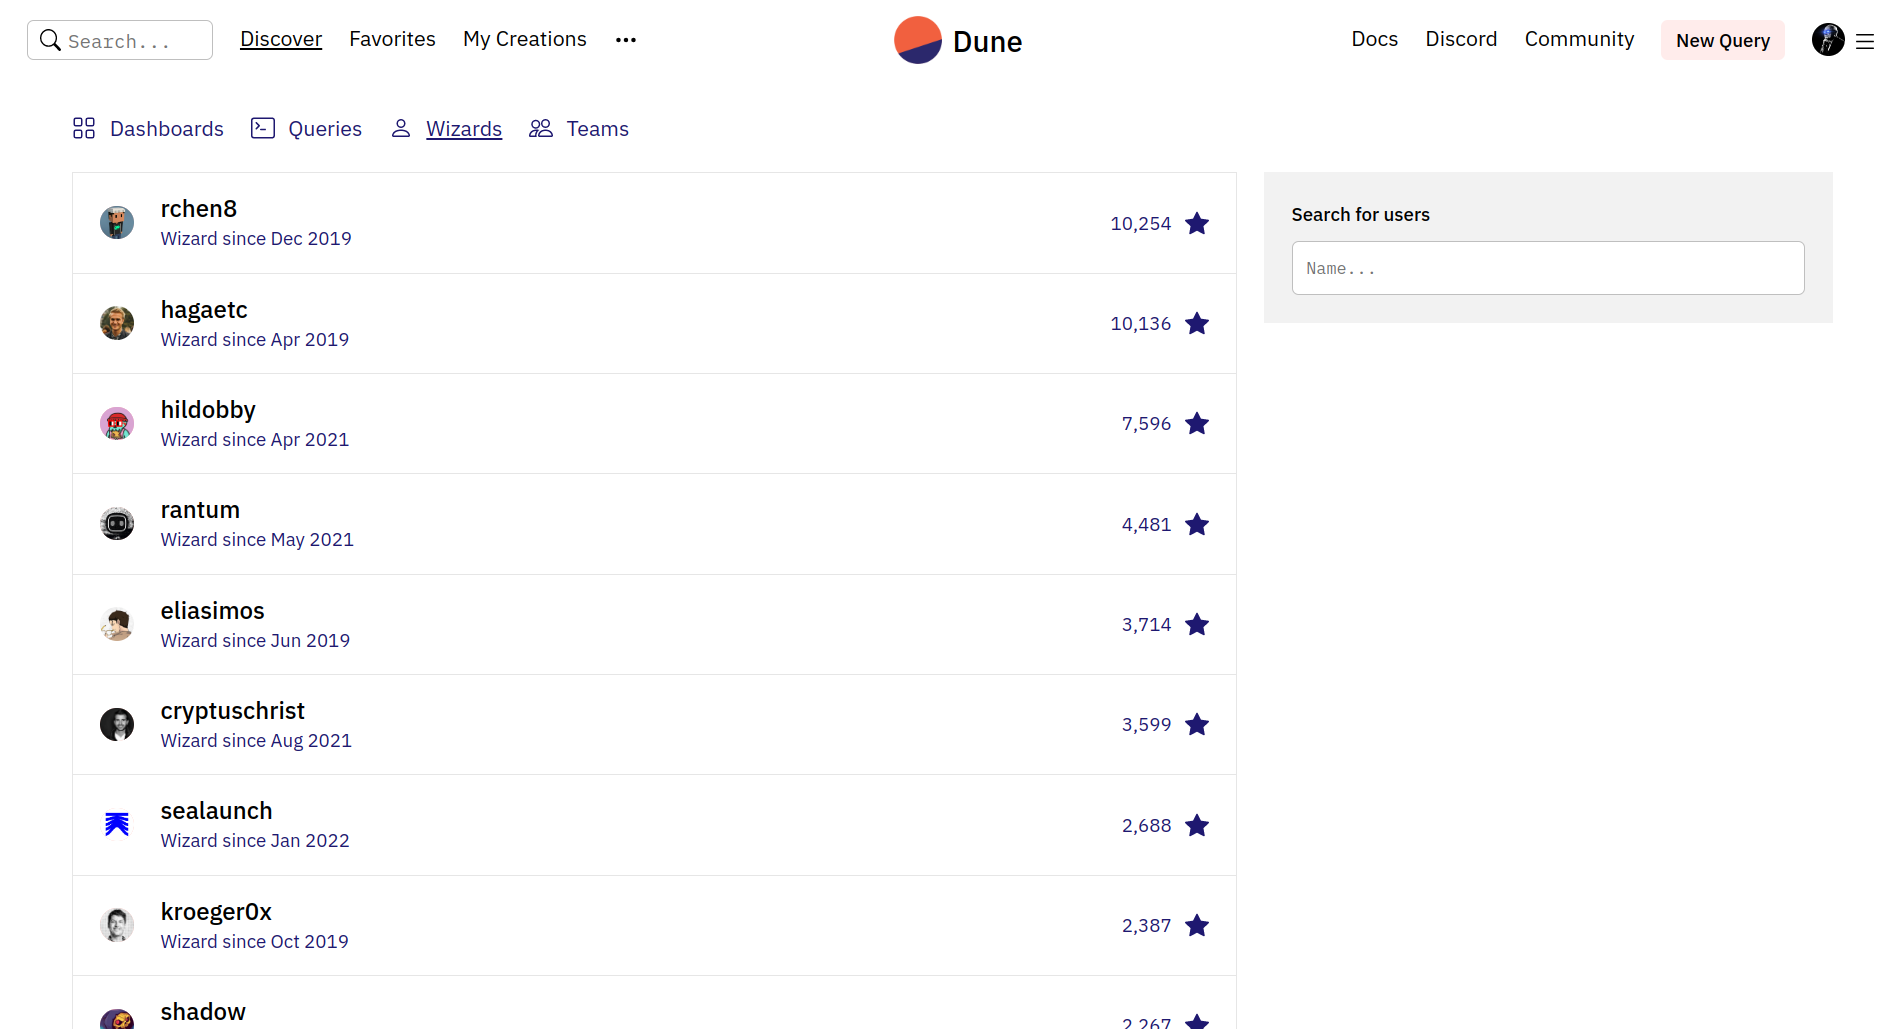 Search...
Discover
Favorites
My Creations
Dune
Docs
Discord
Community
New Query
Dashboards
Queries
Wizards
Teams
rchen8
Wizard since Dec 2019
10,254
hagaetc
Wizard since Apr 2019
10,136
hildobby
Wizard since Apr 2021
7,596
rantum
Wizard since May 2021
4,481
eliasimos
Wizard since Jun 2019
3,714
cryptuschrist
Wizard since Aug 2021
3,599
sealaunch
Wizard since Jan 2022
2,688
kroeger0x
Wizard since Oct 2019
2,387
shadow
2,267
Search for users
Name...